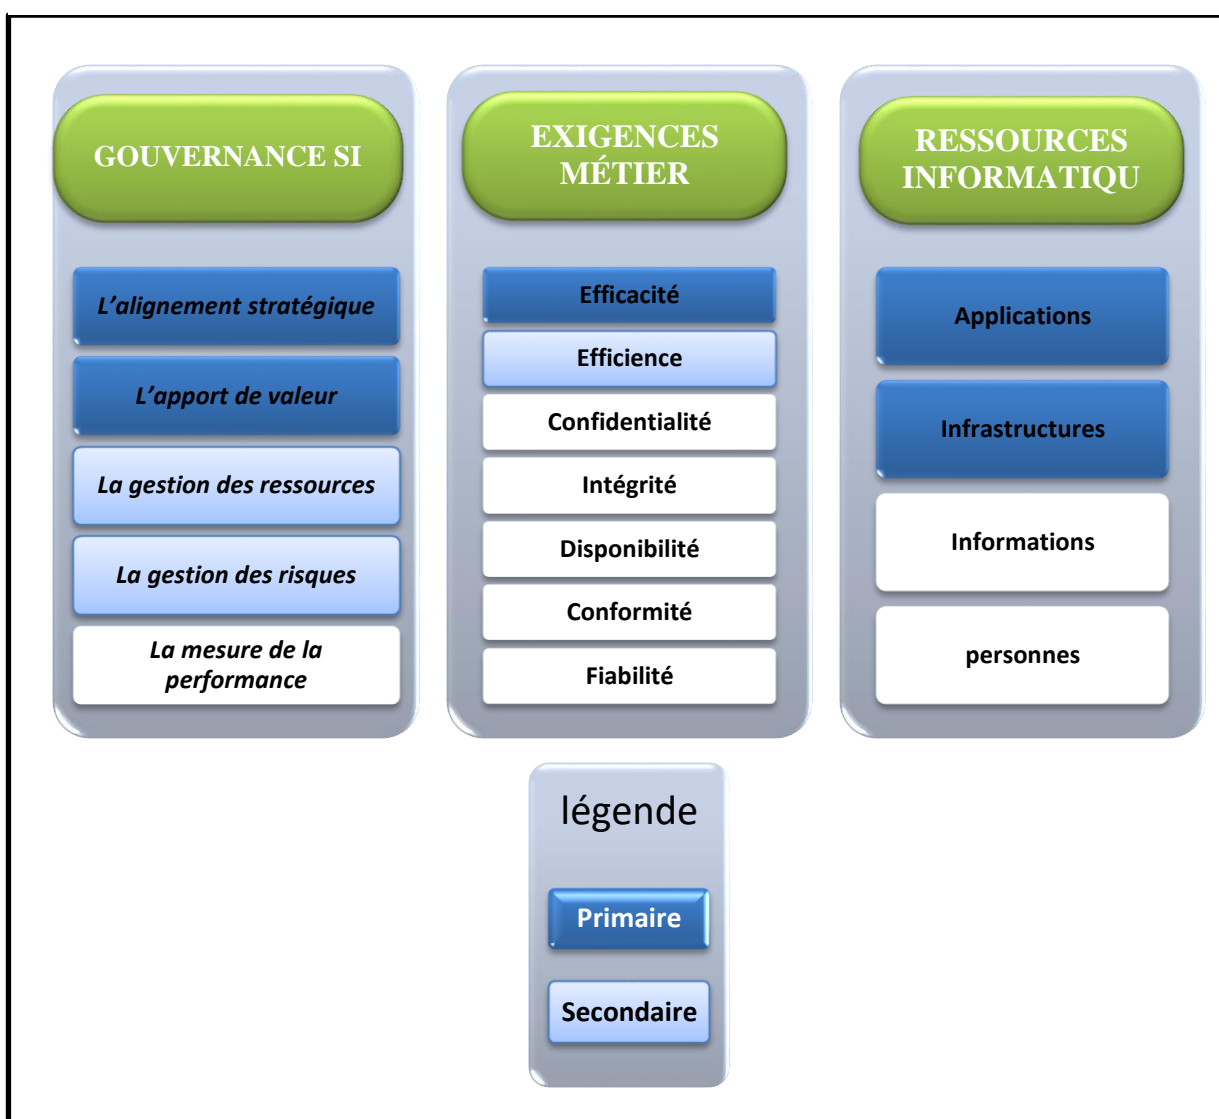 GOUVERNANCE SI
L’alignement stratégique
L’apport de valeur
La gestion des ressources
La gestion des risques
La mesure de la
performance
EXIGENCES
MÉTIER
Efficacité
Efficience
Confidentialité
Intégrité
Disponibilité
Conformité
Fiabilité
RESSOURCES
INFORMATIQU
Applications
Infrastructures
Informations
personnes
légende
Primaire
Secondaire